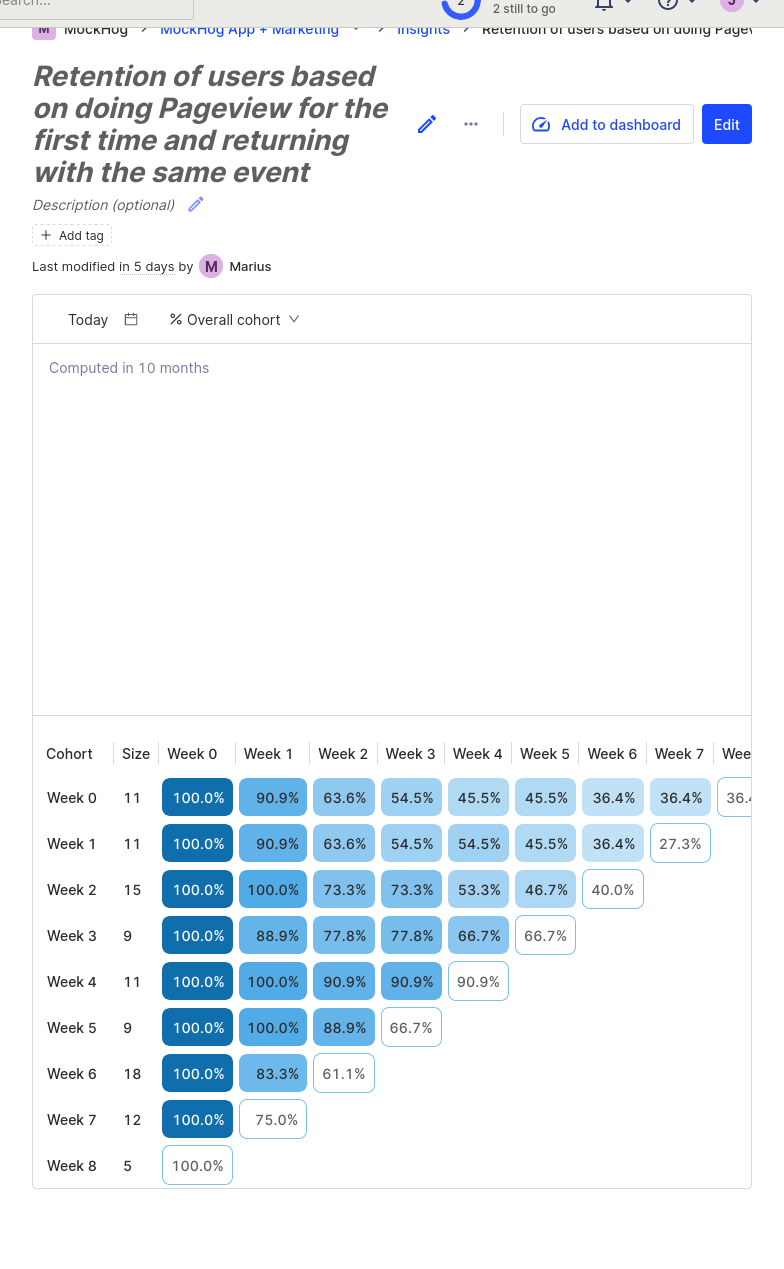 Search...
2
2 still to go
J
M MockHog MockHog App + Marketing Insights Retention of users based on doing Pagev
Retention of users based
on doing Pageview for the
first time and returning
with the same event
Add to dashboard
Edit
Description (optional)
Add tag
Last modified in 5 days by M Marius
Today % Overall cohort
Computed in 10 months
Cohort Size Week 0 Week 1 Week 2 Week 3 Week 4 Week 5 Week 6 Week 7 Wee
Week 0 11 100.0% 90.9% 63.6% 54.5% 45.5% 45.5% 36.4% 36.4% 36.4
Week 1 11 100.0% 90.9% 63.6% 54.5% 54.5% 45.5% 36.4% 27.3%
Week 2 15 100.0% 100.0% 73.3% 73.3% 53.3% 46.7% 40.0%
Week 3 9 100.0% 88.9% 77.8% 77.8% 66.7% 66.7%
Week 4 11 100.0% 100.0% 90.9% 90.9% 90.9%
Week 5 9 100.0% 100.0% 88.9% 66.7%
Week 6 18 100.0% 83.3% 61.1%
Week 7 12 100.0% 75.0%
Week 8 5 100.0%